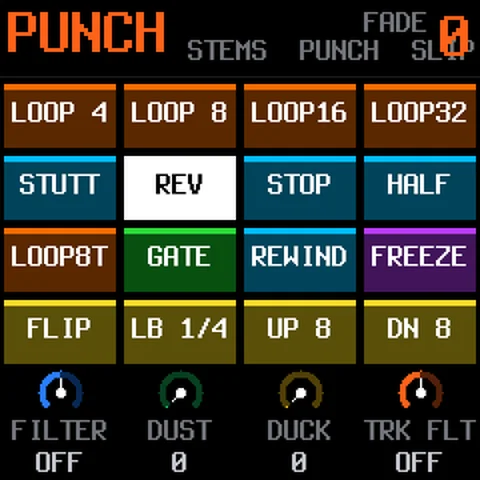 PUNCH
FADE 0
STEMS PUNCH SLIP
LOOP 4 LOOP 8 LOOP16 LOOP32
STUTT REV STOP HALF
LOOP8T GATE REWIND FREEZE
FLIP LB 1/4 UP 8 DN 8
FILTER DUST DUCK TRK FLT
OFF 0 0 OFF